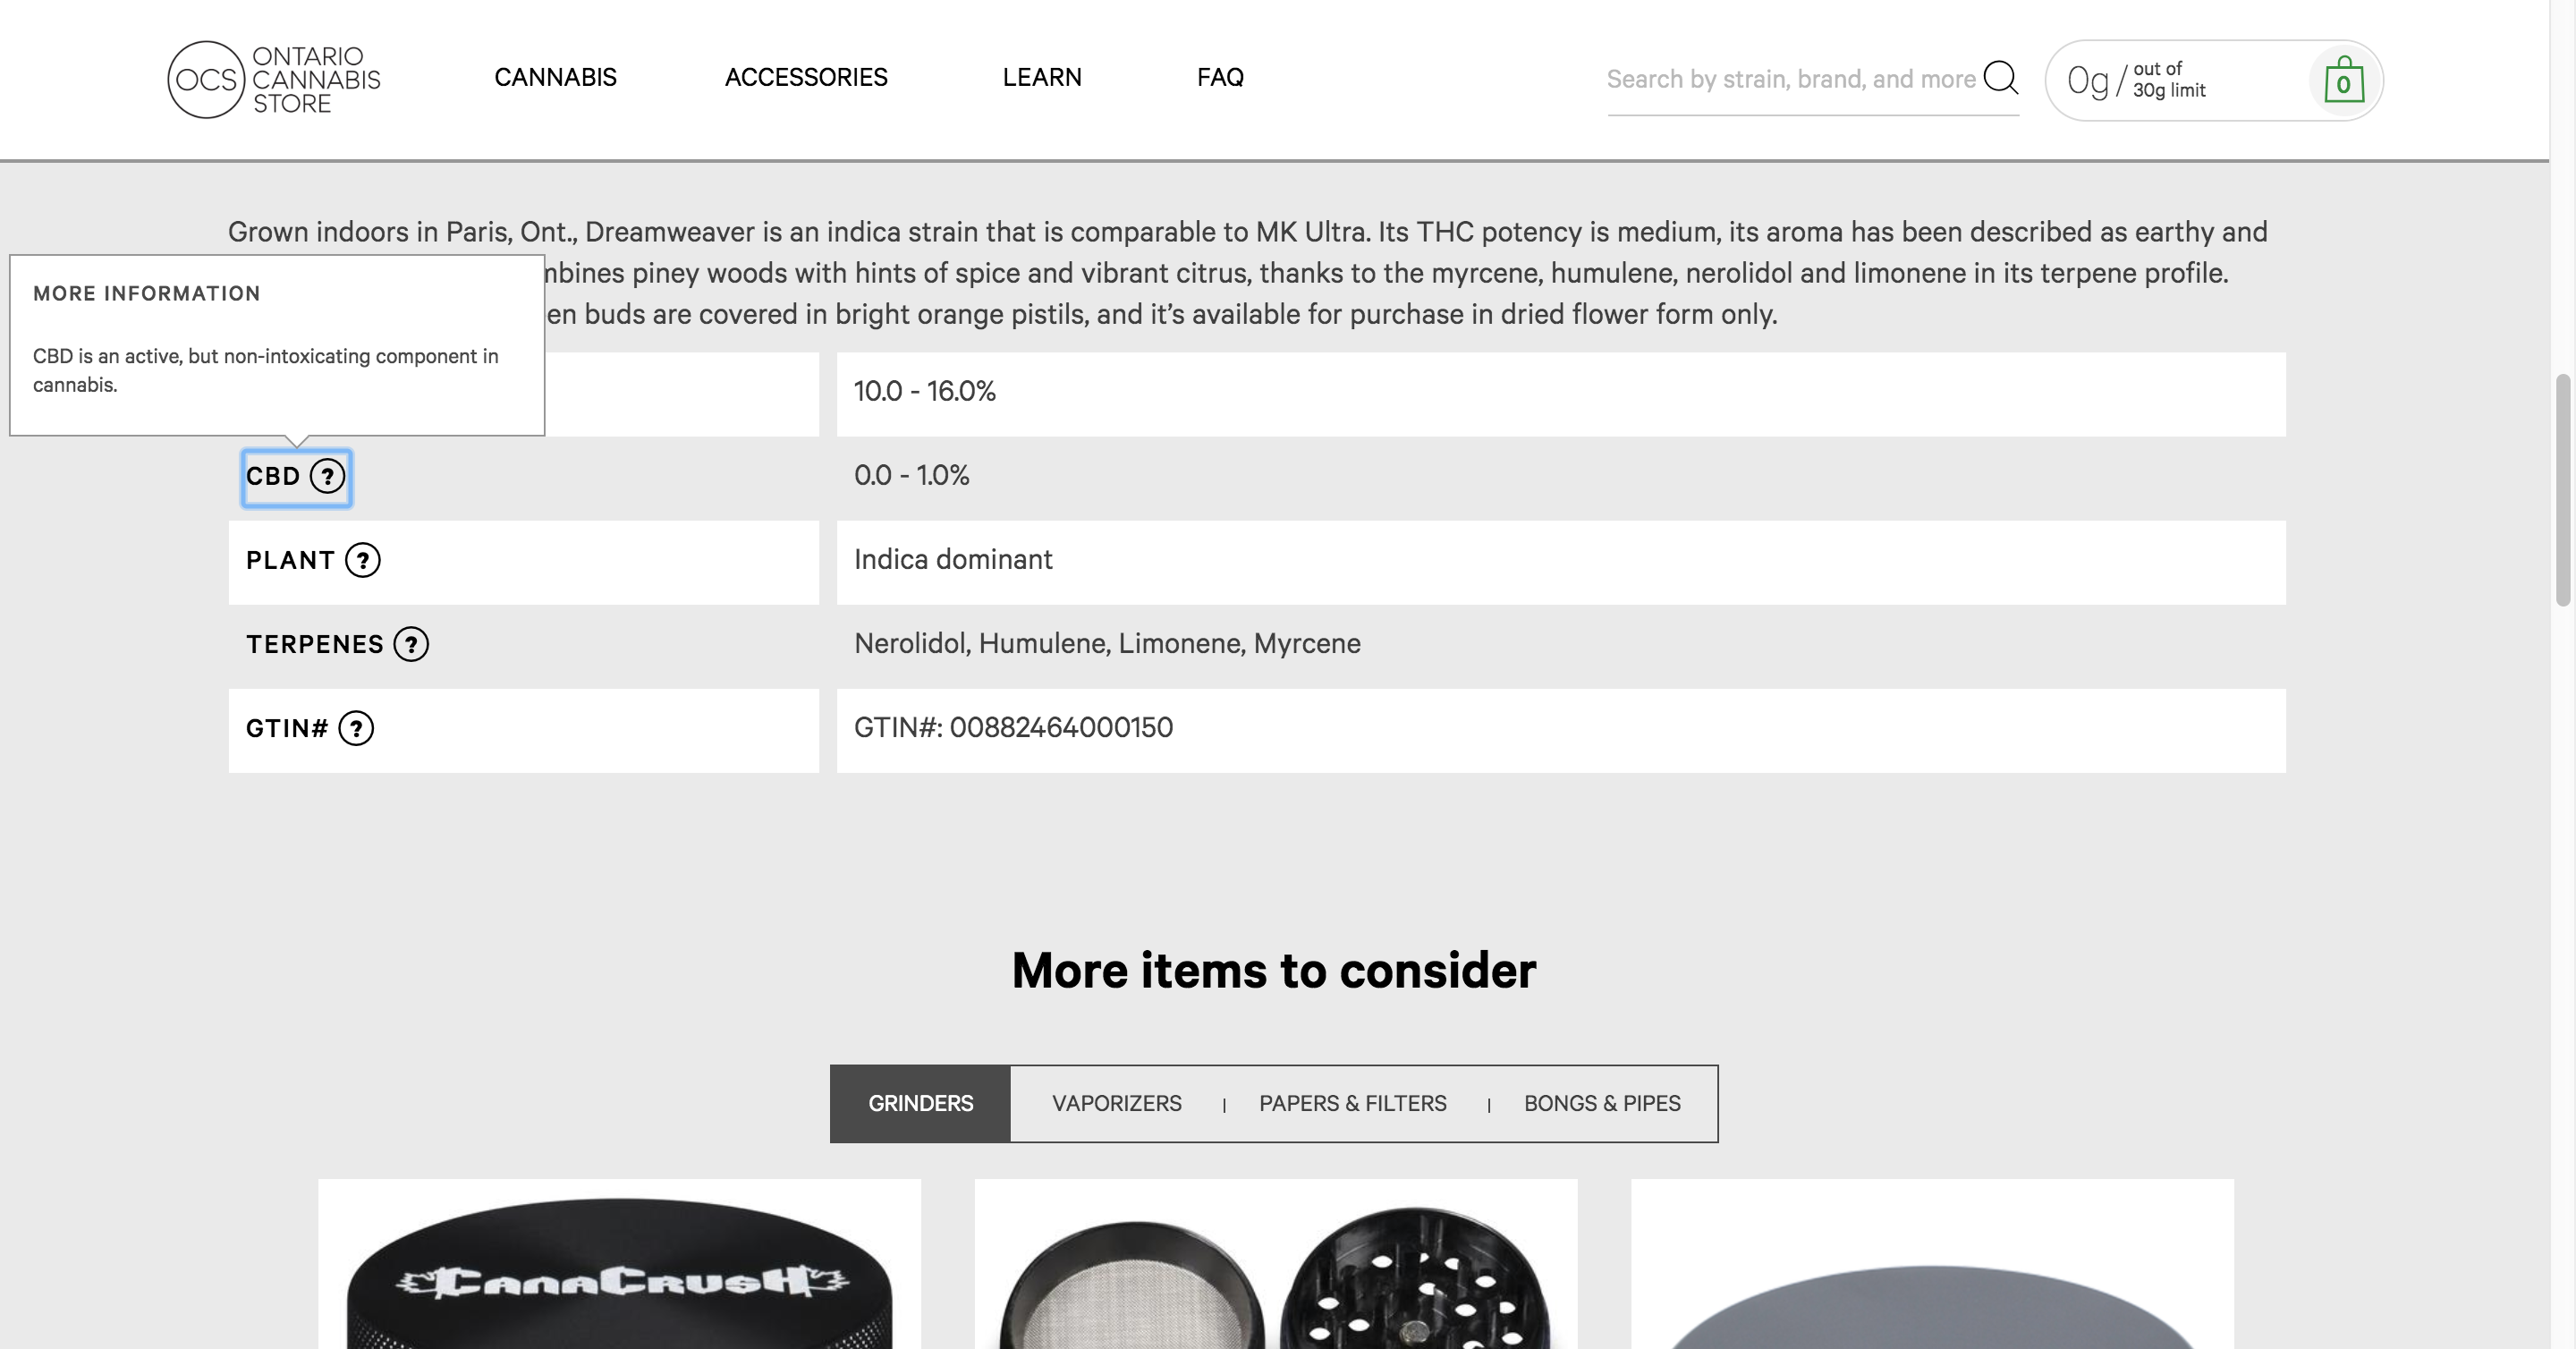 OCS
ONTARIO
CANNABIS
STORE
CANNABIS
ACCESSORIES
LEARN
FAQ
Search by strain, brand, and more
0g / out of
30g limit
0
Grown indoors in Paris, Ont., Dreamweaver is an indica strain that is comparable to MK Ultra. Its THC potency is medium, its aroma has been described as earthy and
mbines piney woods with hints of spice and vibrant citrus, thanks to the myrcene, humulene, nerolidol and limonene in its terpene profile.
en buds are covered in bright orange pistils, and it’s available for purchase in dried flower form only.
MORE INFORMATION
CBD is an active, but non-intoxicating component in
cannabis.
10.0 - 16.0%
CBD ? 0.0 - 1.0%
PLANT ? Indica dominant
TERPENES ? Nerolidol, Humulene, Limonene, Myrcene
GTIN# ? GTIN#: 00882464000150
More items to consider
GRINDERS
VAPORIZERS | PAPERS & FILTERS | BONGS & PIPES
CANACRUSH